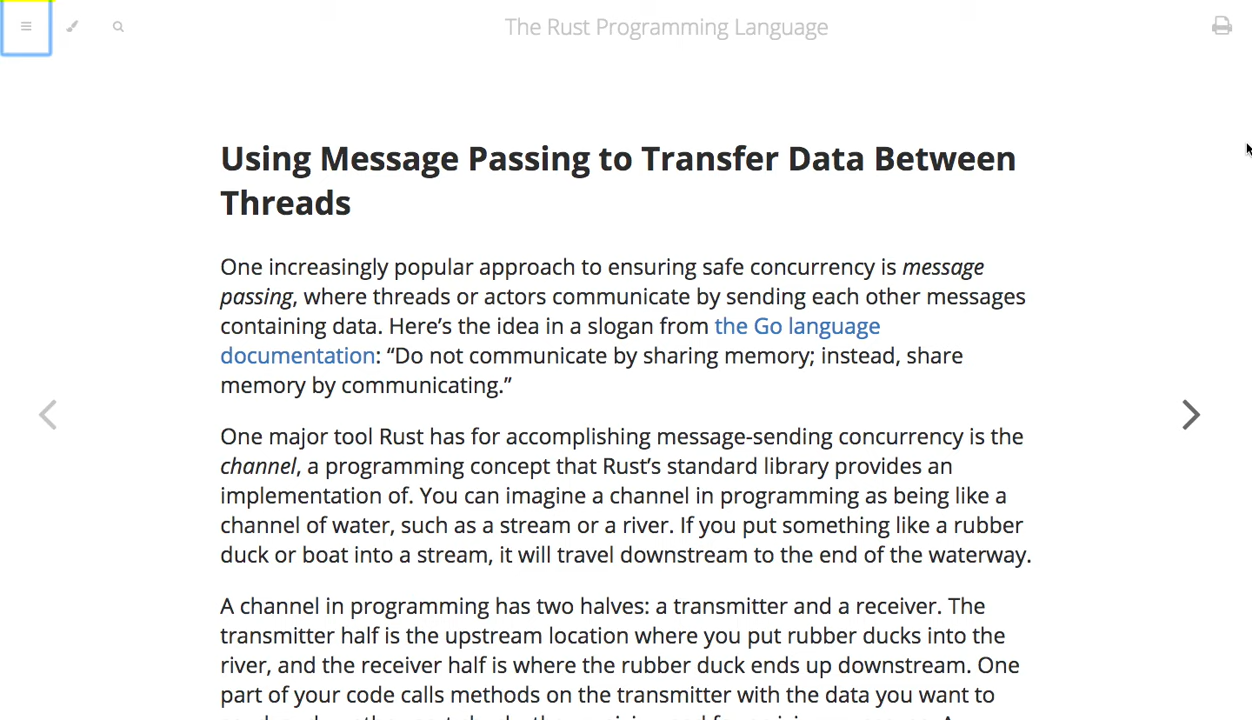 The Rust Programming Language
Using Message Passing to Transfer Data Between
Threads
One increasingly popular approach to ensuring safe concurrency is message
passing, where threads or actors communicate by sending each other messages
containing data. Here’s the idea in a slogan from the Go language
documentation: “Do not communicate by sharing memory; instead, share
memory by communicating.”
One major tool Rust has for accomplishing message-sending concurrency is the
channel, a programming concept that Rust’s standard library provides an
implementation of. You can imagine a channel in programming as being like a
channel of water, such as a stream or a river. If you put something like a rubber
duck or boat into a stream, it will travel downstream to the end of the waterway.
A channel in programming has two halves: a transmitter and a receiver. The
transmitter half is the upstream location where you put rubber ducks into the
river, and the receiver half is where the rubber duck ends up downstream. One
part of your code calls methods on the transmitter with the data you want to